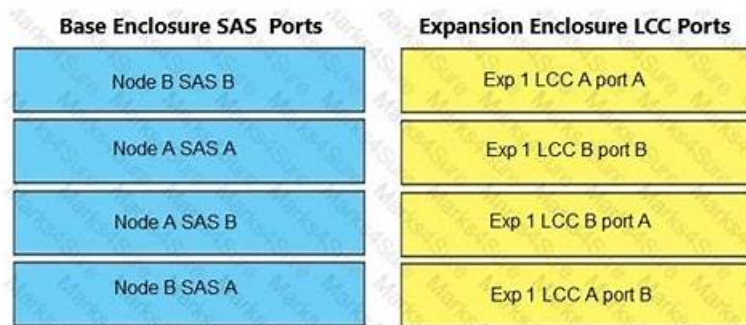 Base Enclosure SAS Ports
Expansion Enclosure LCC Ports
Node B SAS B
Exp 1 LCC A port A
Node A SAS A
Exp 1 LCC B port B
Node A SAS B
Exp 1 LCC B port A
Node B SAS A
Exp 1 LCC A port B
Marks4Sure